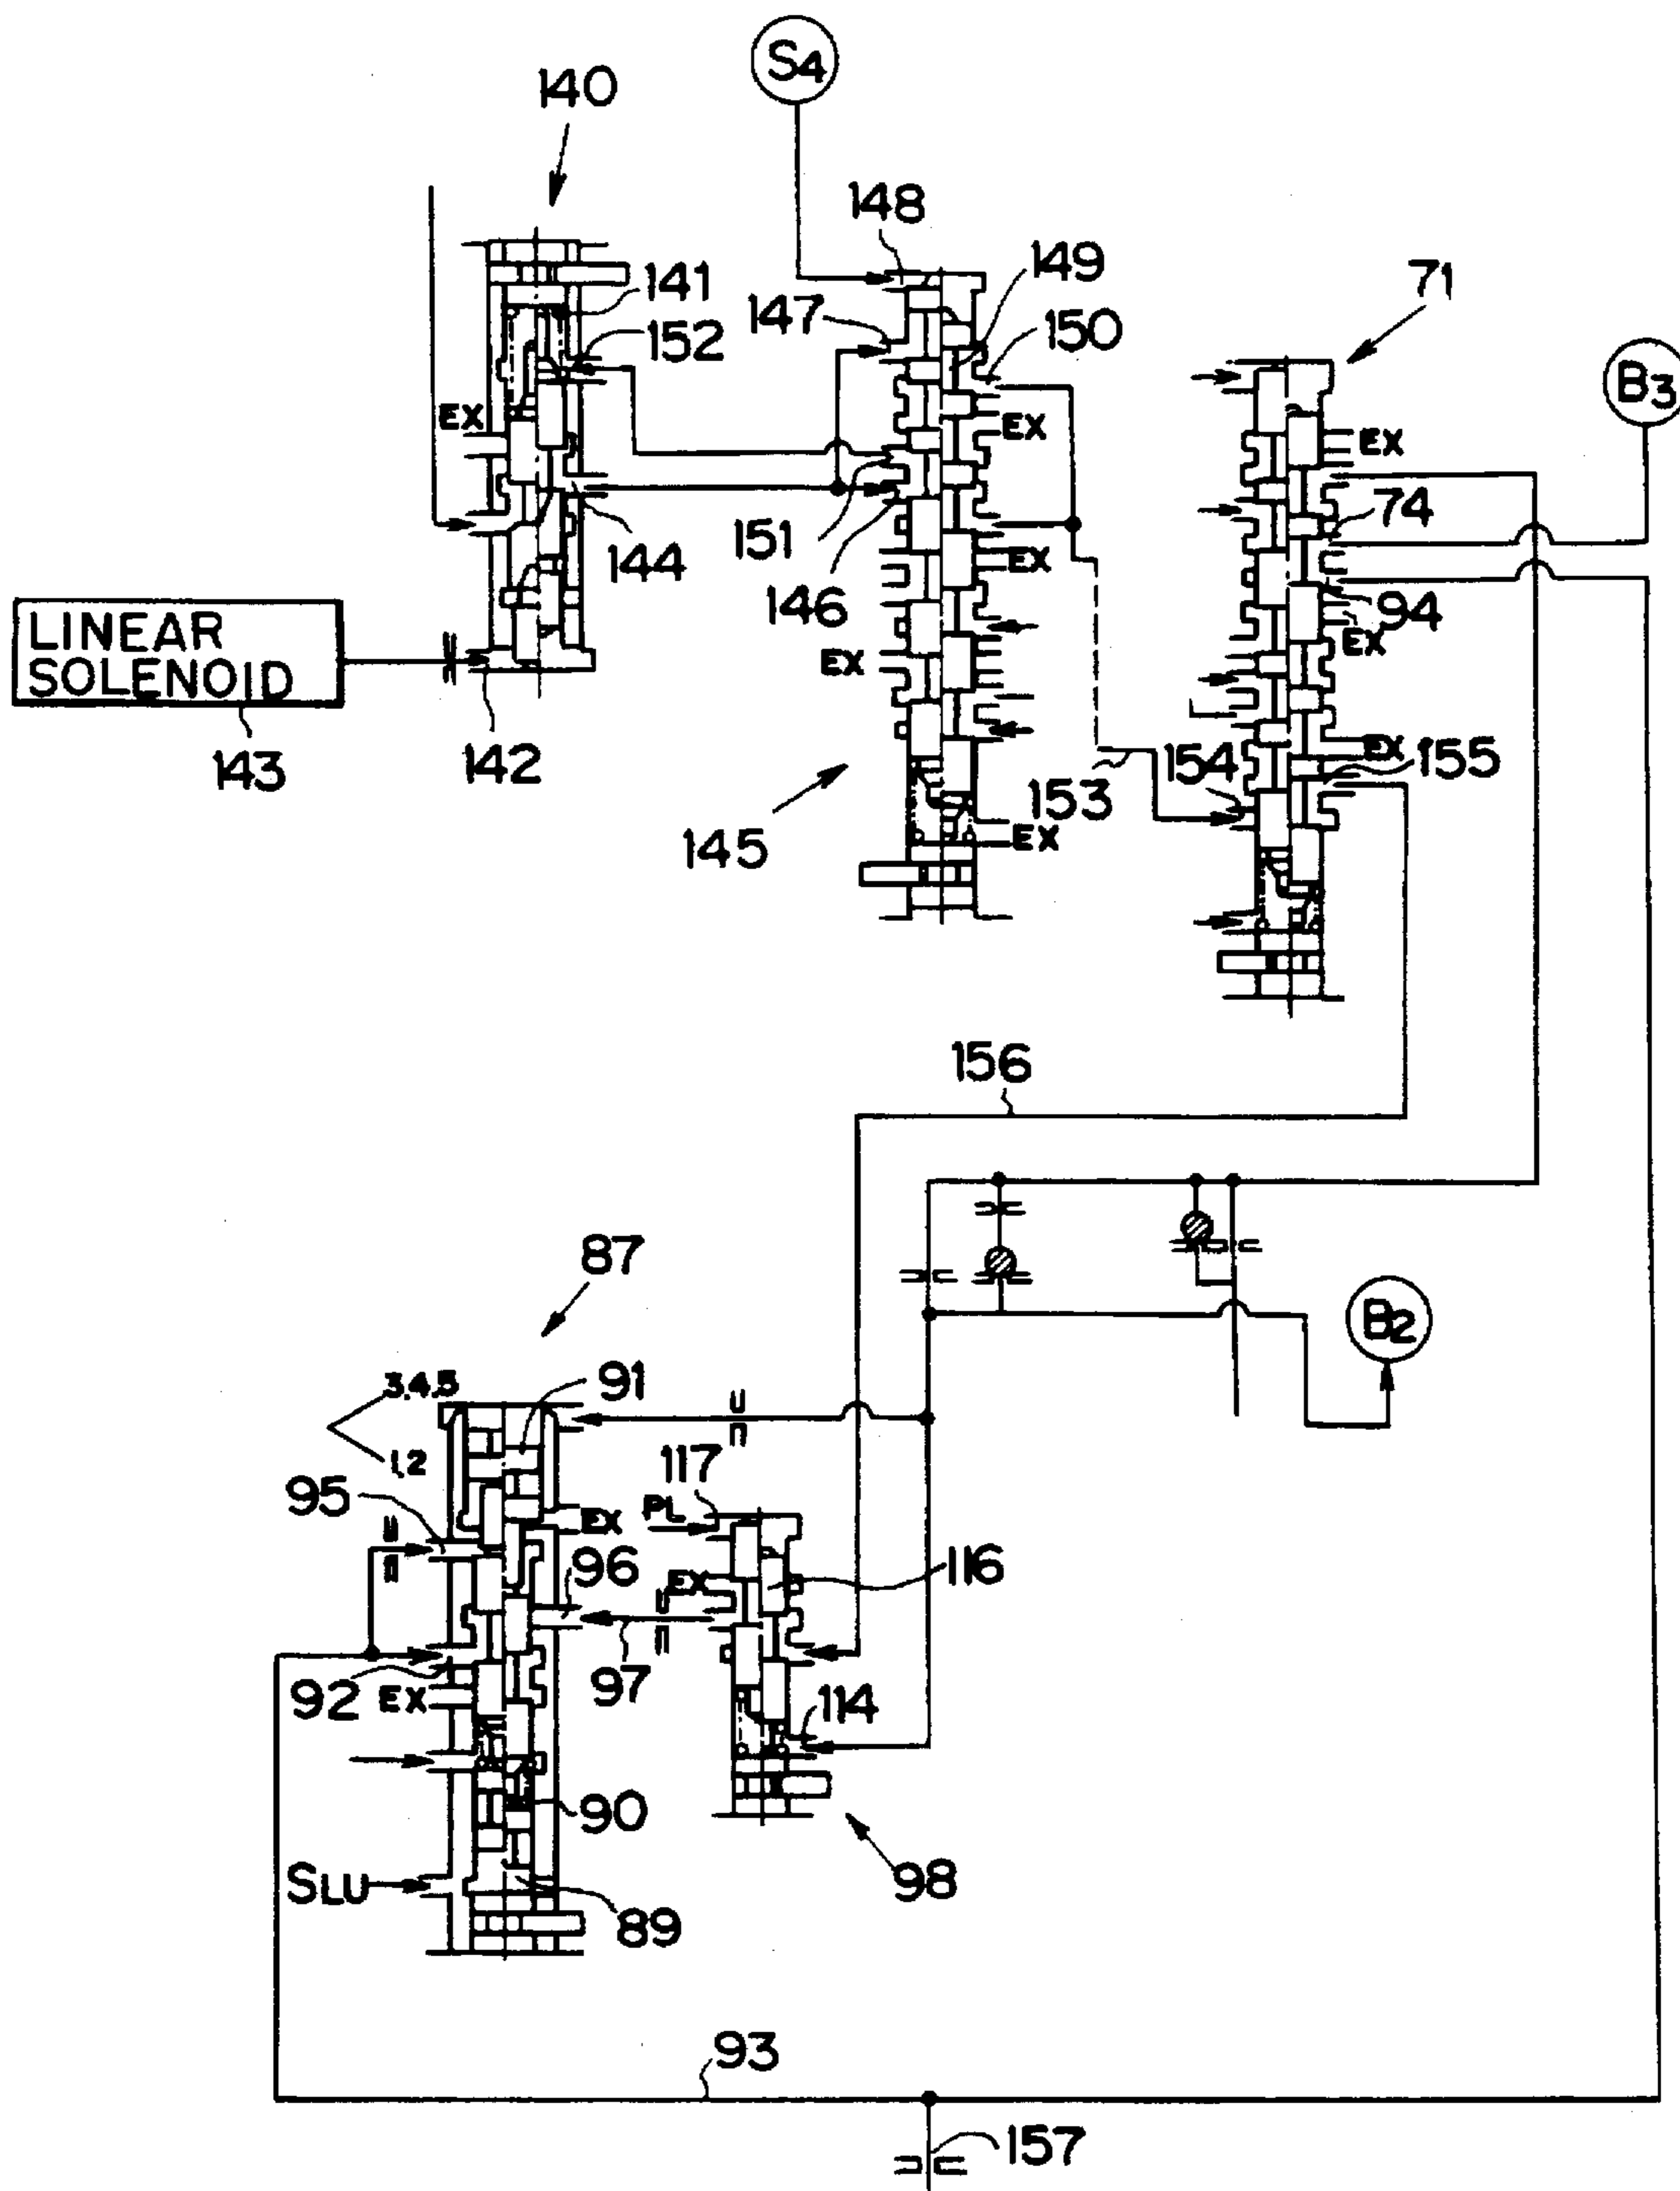 S4
140
148
149
71
141
147
150
152
B3
EX
EX
EX
74
151
144
146
EX
94
EX
LINEAR
SOLENOID
EX
143
142
EX
154
155
153
145
EX
156
87
B2
3,4,5
91
1,2
117
95
PL
EX
96
EX
116
92
EX
97
114
90
SLU
98
89
93
157